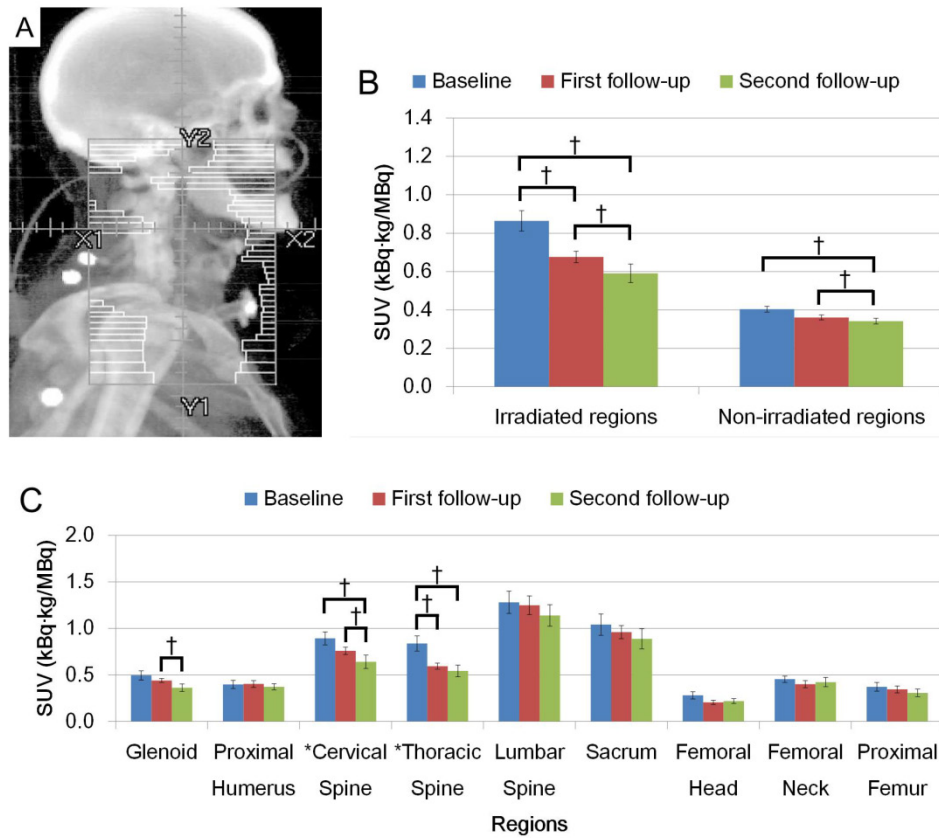 A
Y2
X1
X2
Y1
B
Baseline First follow-up Second follow-up
SUV (kBq·kg/MBq)
1.4
1.2
1.0
0.8
0.6
0.4
0.2
0.0
†
†
†
†
†
Irradiated regions Non-irradiated regions
C
Baseline First follow-up Second follow-up
SUV (kBq·kg/MBq)
2.0
1.5
1.0
0.5
0.0
†
†
†
†
†
Glenoid Proximal *Cervical *Thoracic Lumbar Sacrum Femoral Femoral Proximal
Humerus Spine Spine Spine Head Neck Femur
Regions